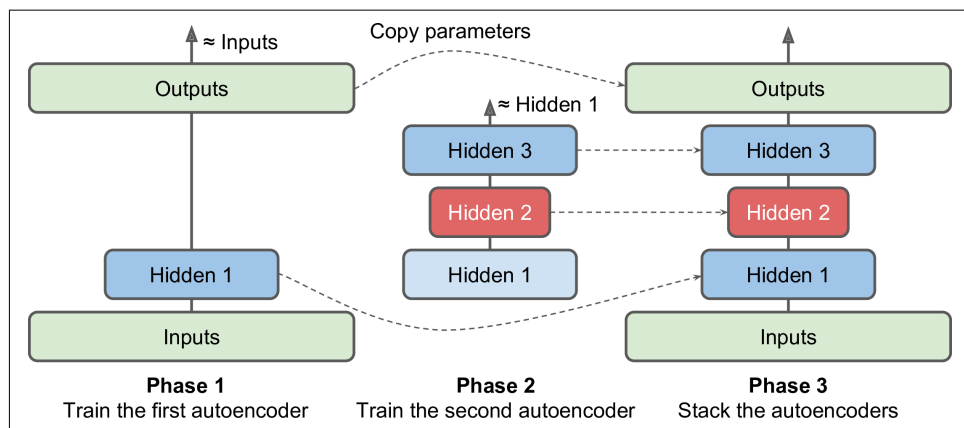 Copy parameters
≈ Inputs
Outputs
Hidden 1
Inputs
Phase 1
Train the first autoencoder
≈ Hidden 1
Hidden 3
Hidden 2
Hidden 1
Phase 2
Train the second autoencoder
Outputs
Hidden 3
Hidden 2
Hidden 1
Inputs
Phase 3
Stack the autoencoders